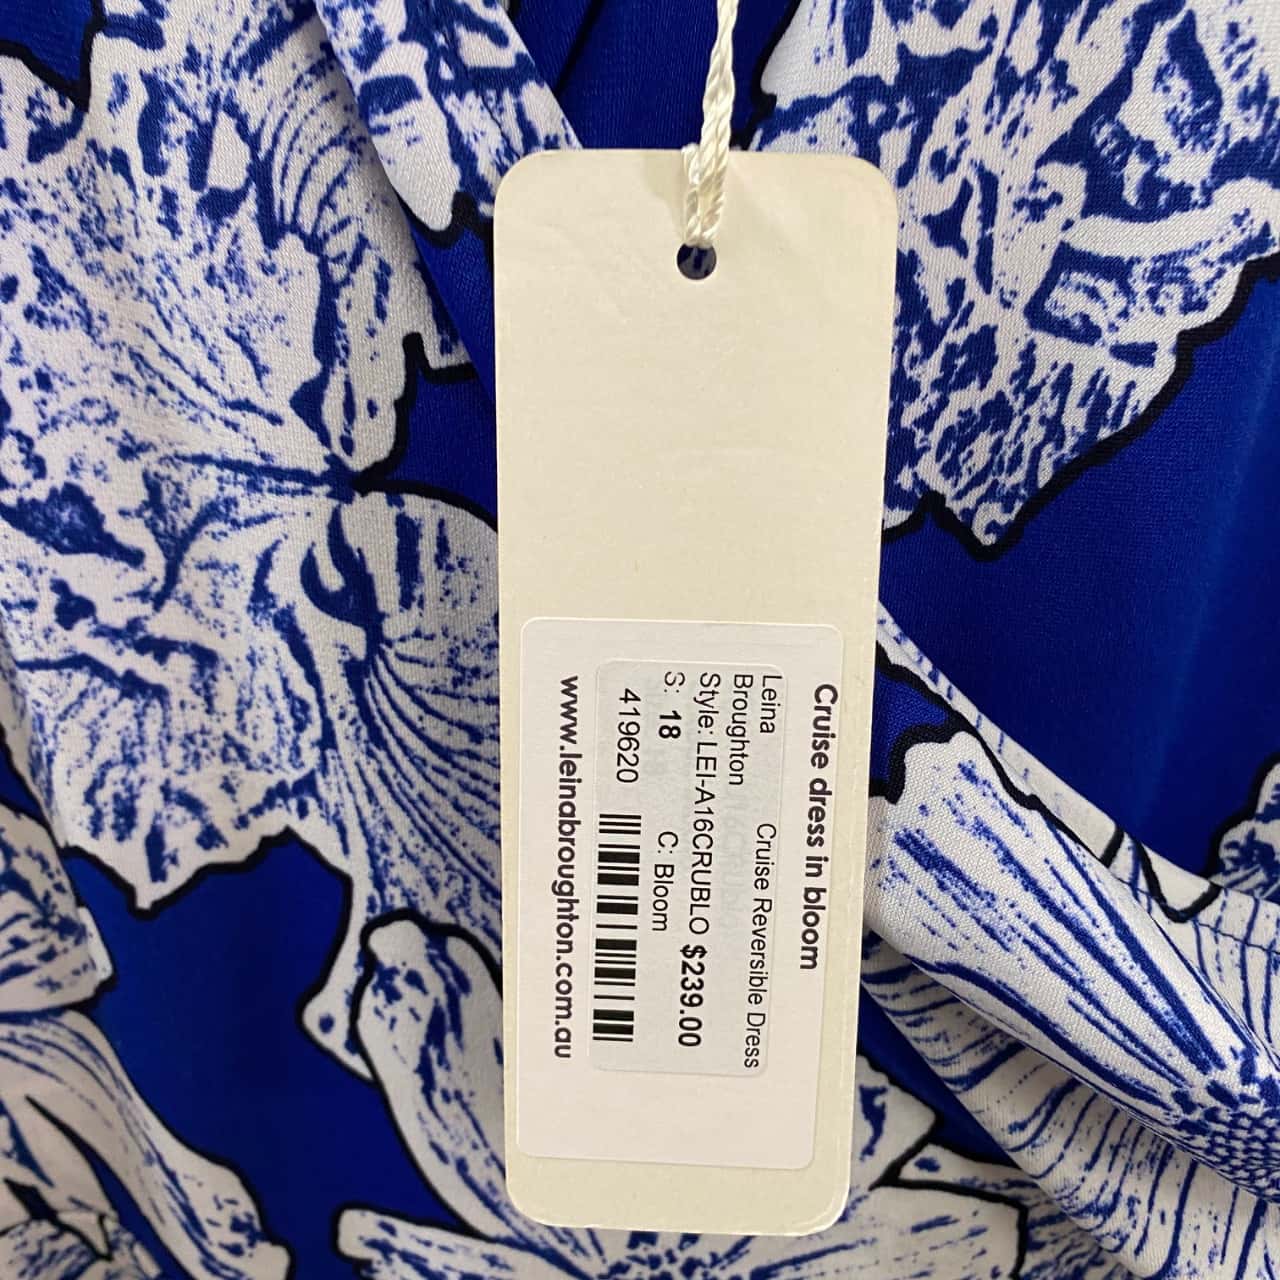 Cruise dress in bloom
Leina
Broughton
Cruise Reversible Dress
Style: LEI-A16CRUBLO $239.00
S: 18 C: Bloom
419620
www.leinabroughton.com.au